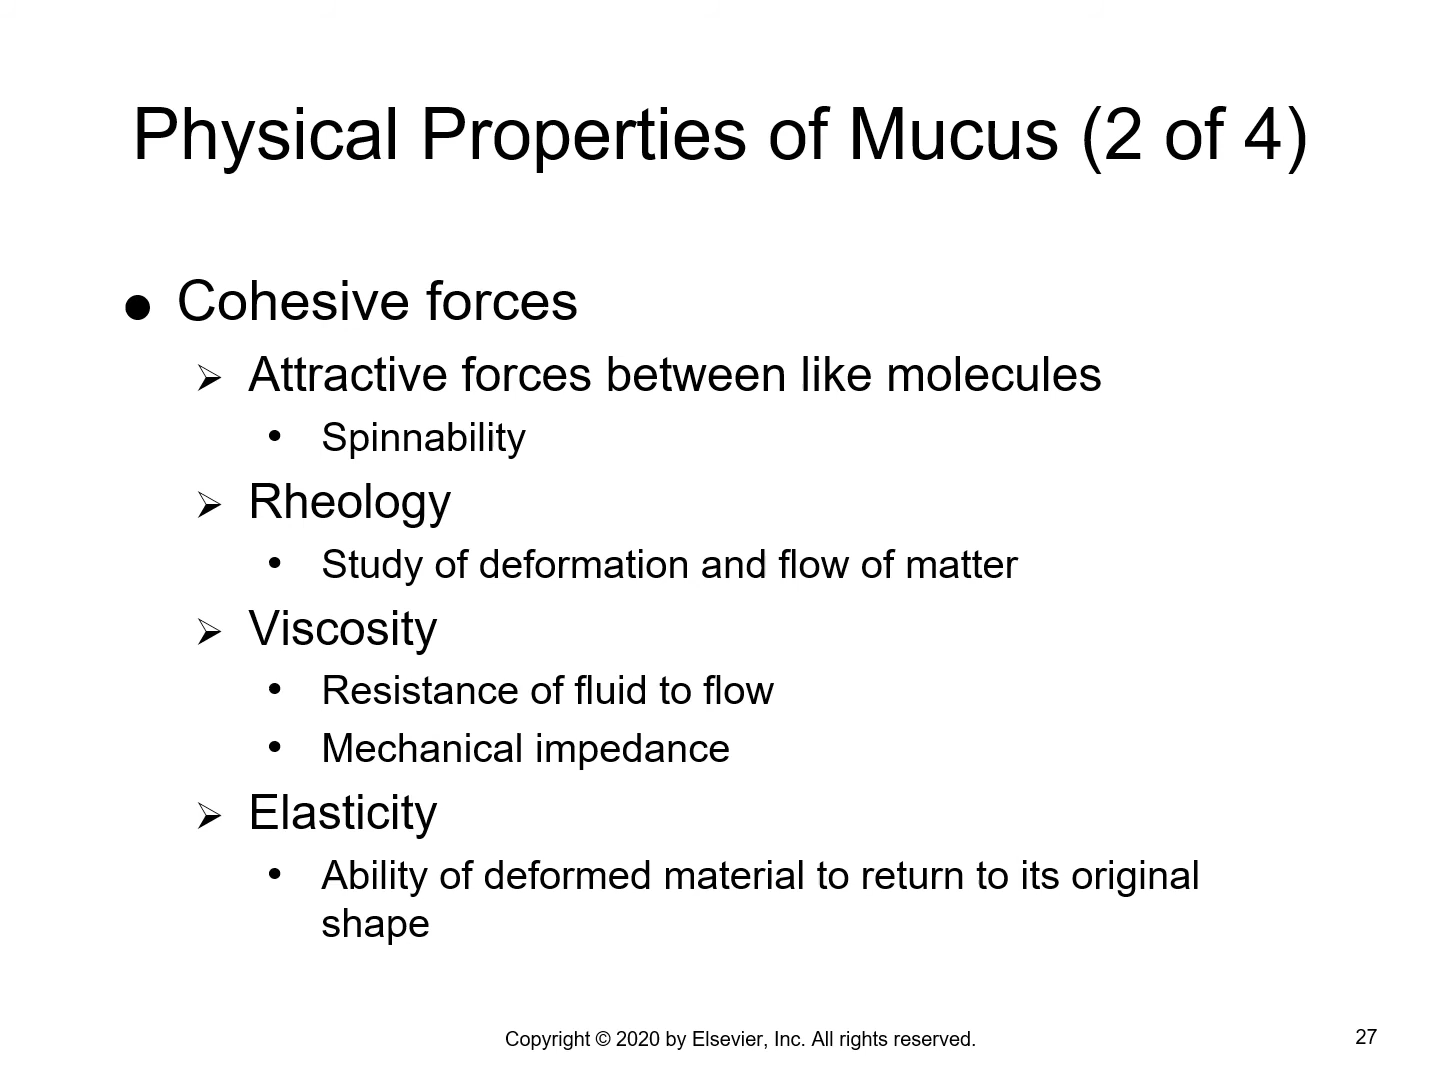 Physical Properties of Mucus (2 of 4)
● Cohesive forces
➢ Attractive forces between like molecules
• Spinnability
➢ Rheology
• Study of deformation and flow of matter
➢ Viscosity
• Resistance of fluid to flow
• Mechanical impedance
➢ Elasticity
• Ability of deformed material to return to its original
shape
Copyright © 2020 by Elsevier, Inc. All rights reserved.
27